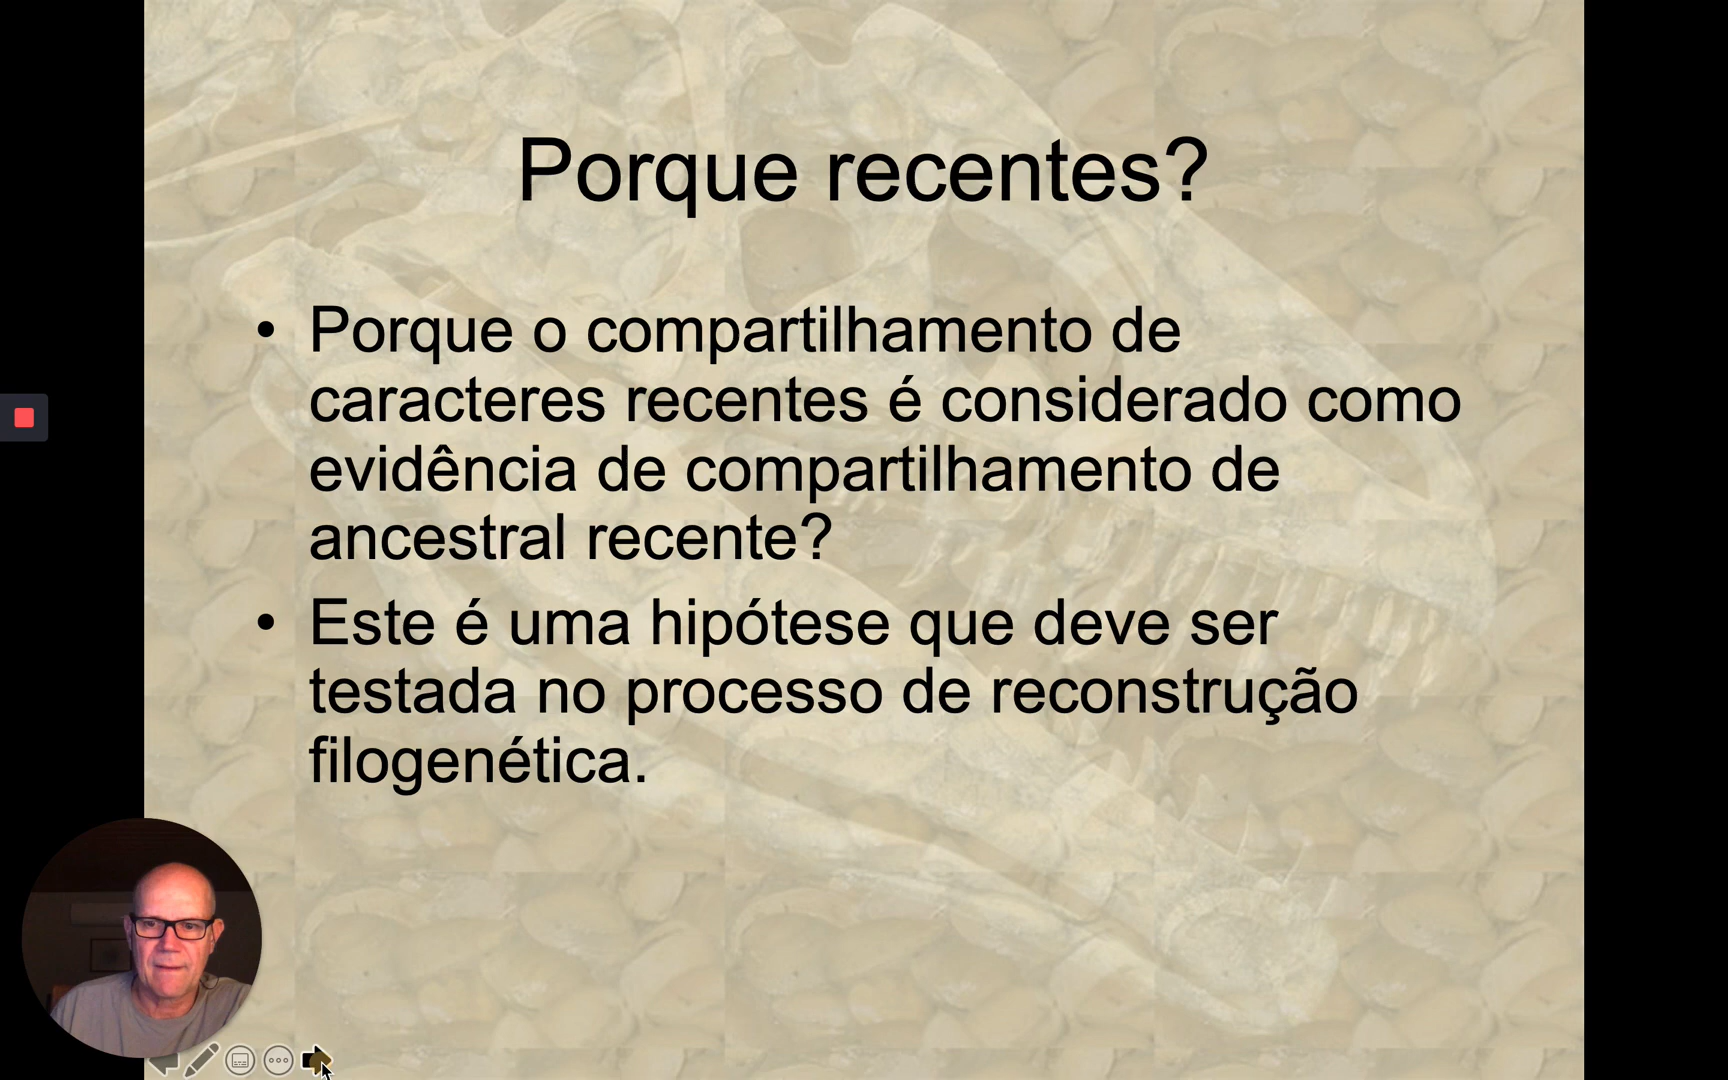 Porque recentes?
• Porque o compartilhamento de
caracteres recentes é considerado como
evidência de compartilhamento de
ancestral recente?
• Este é uma hipótese que deve ser
testada no processo de reconstrução
filogenética.